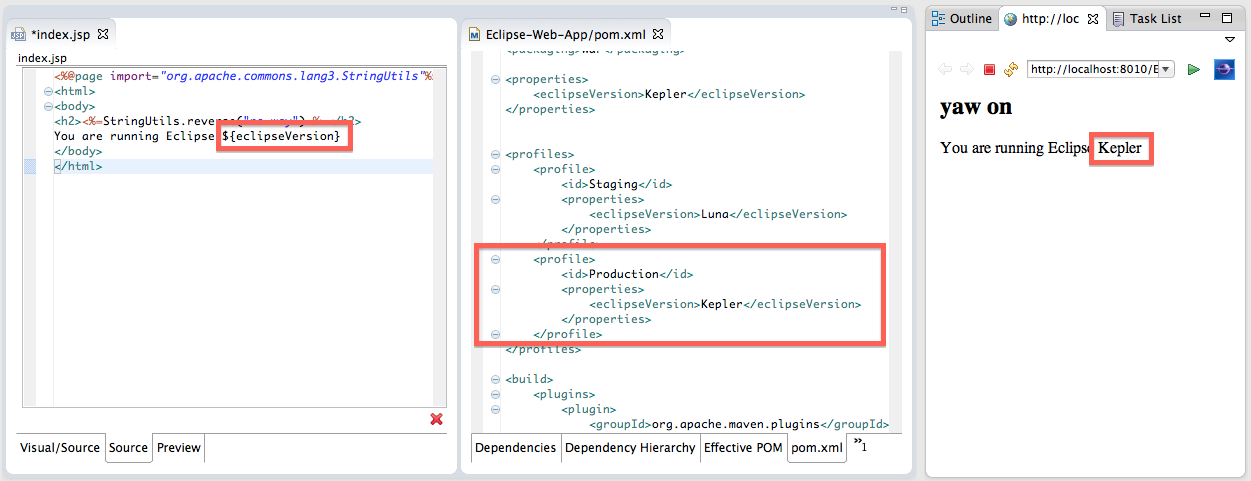 *index.jsp
index.jsp
<%@page import="org.apache.commons.lang3.StringUtils"%>
<html>
<body>
<h2><%=StringUtils.reverse("no way") %></h2>
You are running Eclipse ${eclipseVersion}
</body>
</html>
Visual/Source Source Preview
Eclipse-Web-App/pom.xml
<packaging>war</packaging>
<properties>
<eclipseVersion>Kepler</eclipseVersion>
</properties>
<profiles>
<profile>
<id>Staging</id>
<properties>
<eclipseVersion>Luna</eclipseVersion>
</properties>
</profile>
<profile>
<id>Production</id>
<properties>
<eclipseVersion>Kepler</eclipseVersion>
</properties>
</profile>
</profiles>
<build>
<plugins>
<plugin>
<groupId>org.apache.maven.plugins</groupId>
Dependencies Dependency Hierarchy Effective POM pom.xml »1
Outline http://loc Task List
http://localhost:8010/E
yaw on
You are running Eclipse Kepler